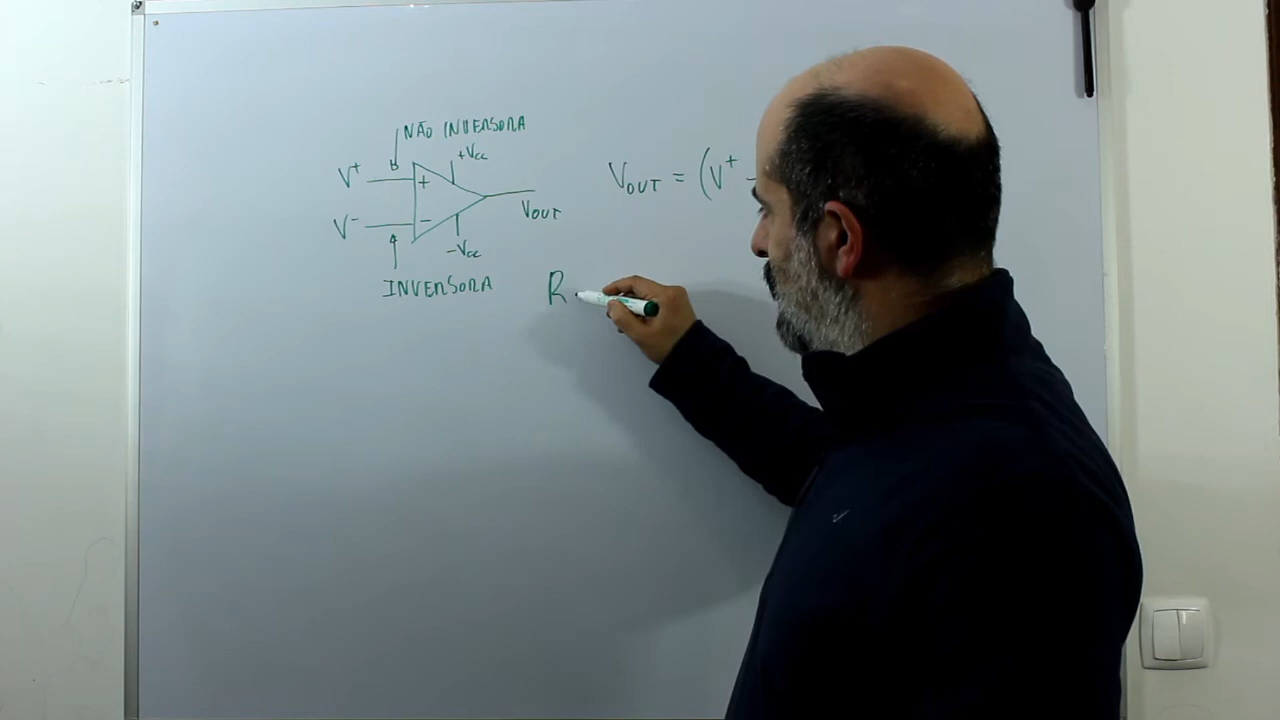 NÃO INVERSORA
+Vcc
V⁺ +
V⁻ -
VOUT
-Vcc
INVERSORA
VOUT = (V⁺ -
R